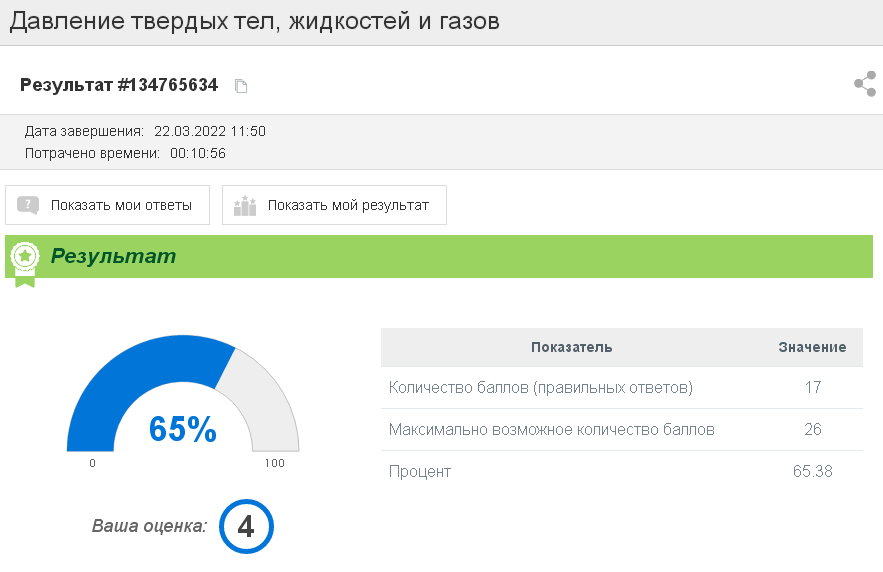 Давление твердых тел, жидкостей и газов
Результат #134765634
Дата завершения: 22.03.2022 11:50
Потрачено времени: 00:10:56
? Показать мои ответы Показать мой результат
Результат
65%
0 100
Ваша оценка: 4
Показатель Значение
Количество баллов (правильных ответов) 17
Максимально возможное количество баллов 26
Процент 65.38